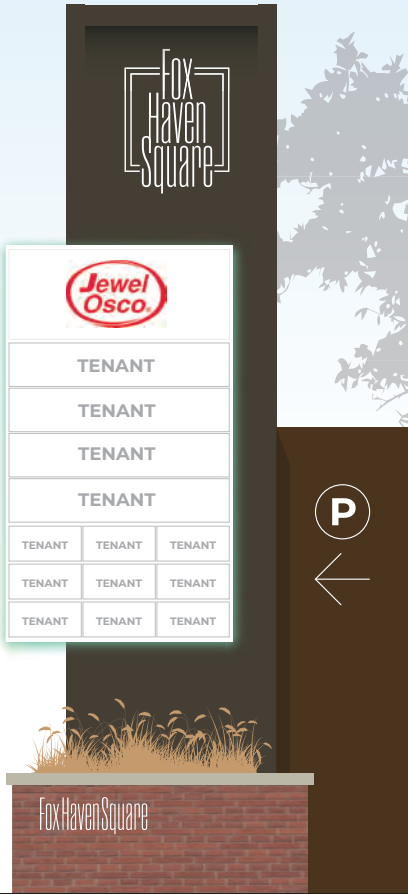 Fox
Haven
Square
Jewel
Osco®
TENANT
TENANT
TENANT
TENANT
TENANT TENANT TENANT
TENANT TENANT TENANT
TENANT TENANT TENANT
P
FoxHavenSquare